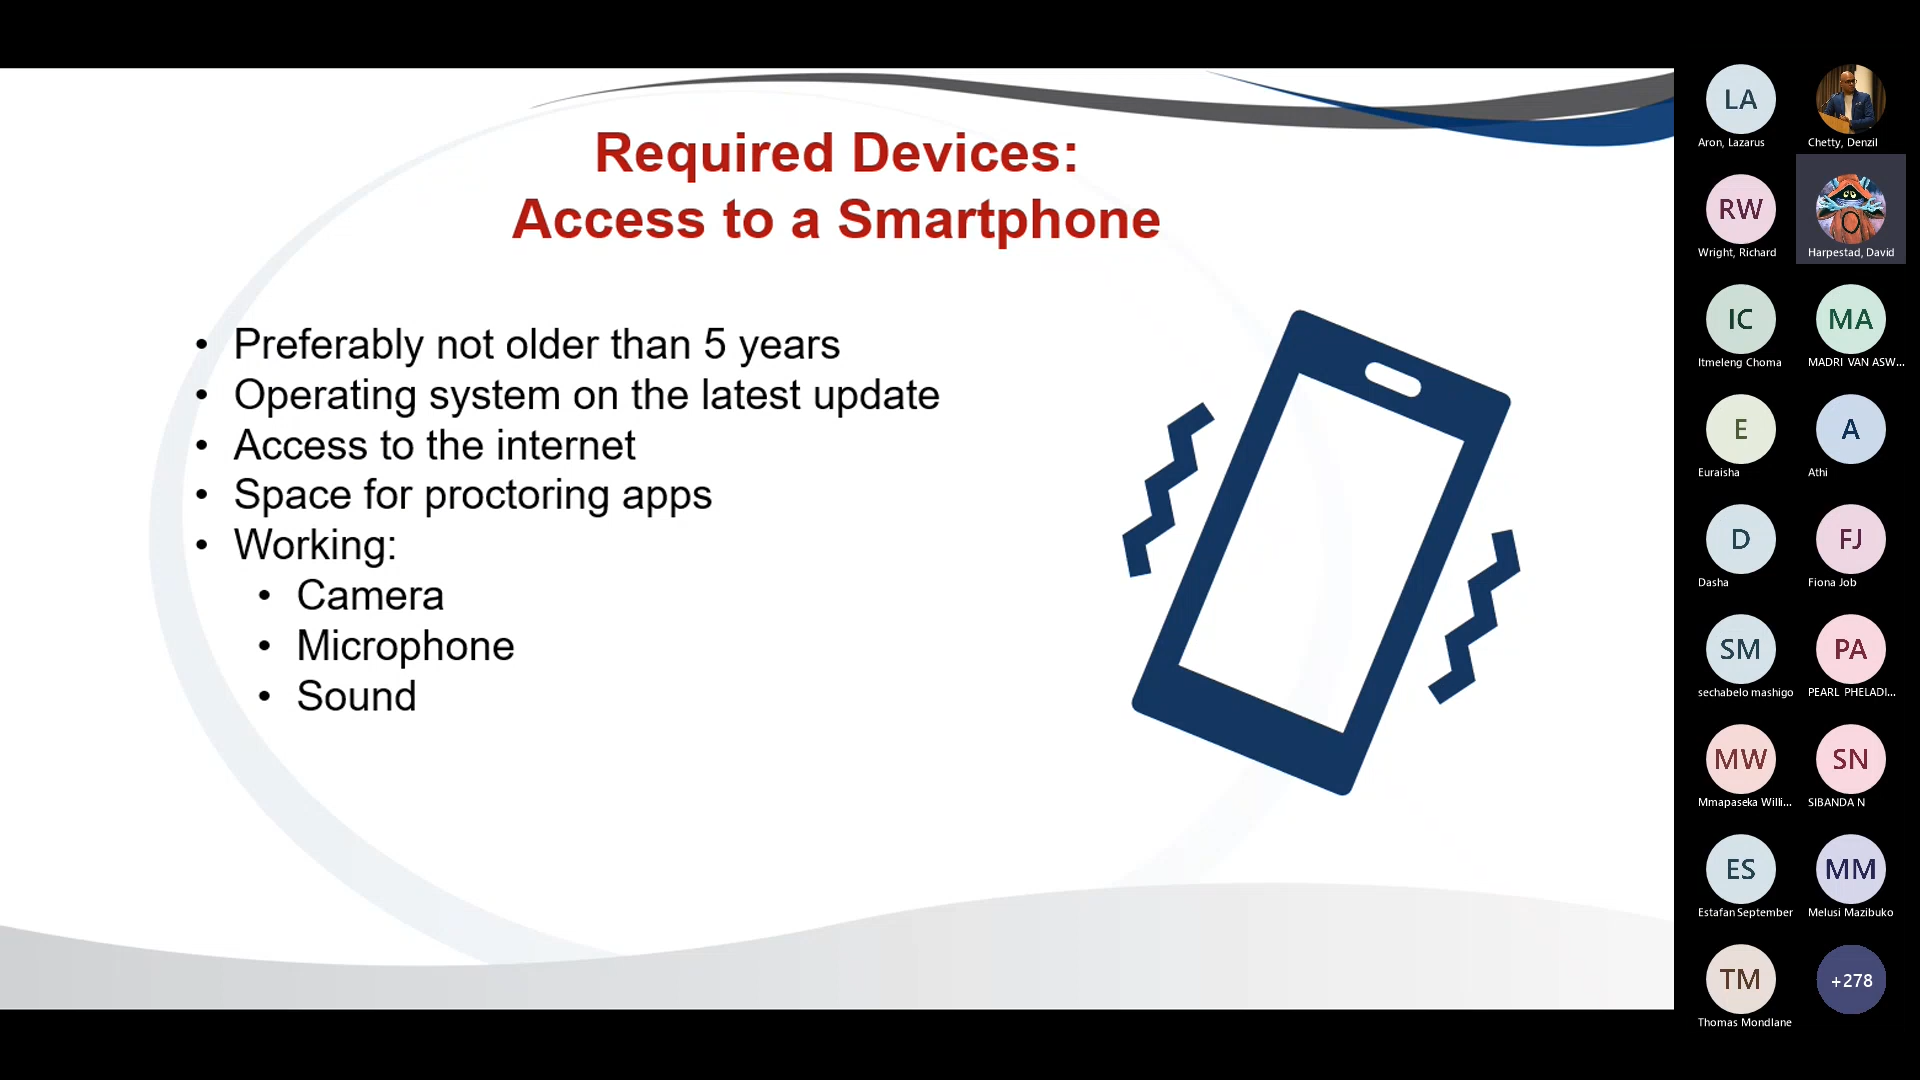 Required Devices:
Access to a Smartphone
• Preferably not older than 5 years
• Operating system on the latest update
• Access to the internet
• Space for proctoring apps
• Working:
• Camera
• Microphone
• Sound
LA
Aron, Lazarus
Chetty, Denzil
RW
Wright, Richard
Harpestad, David
IC
Itmeleng Choma
MA
MADRI VAN ASW...
E
Euraisha
A
Athi
D
Dasha
FJ
Fiona Job
SM
sechabelo mashigo
PA
PEARL PHELADI...
MW
Mmapaseka Willi...
SN
SIBANDA N
ES
Estafan September
MM
Melusi Mazibuko
TM
Thomas Mondlane
+278